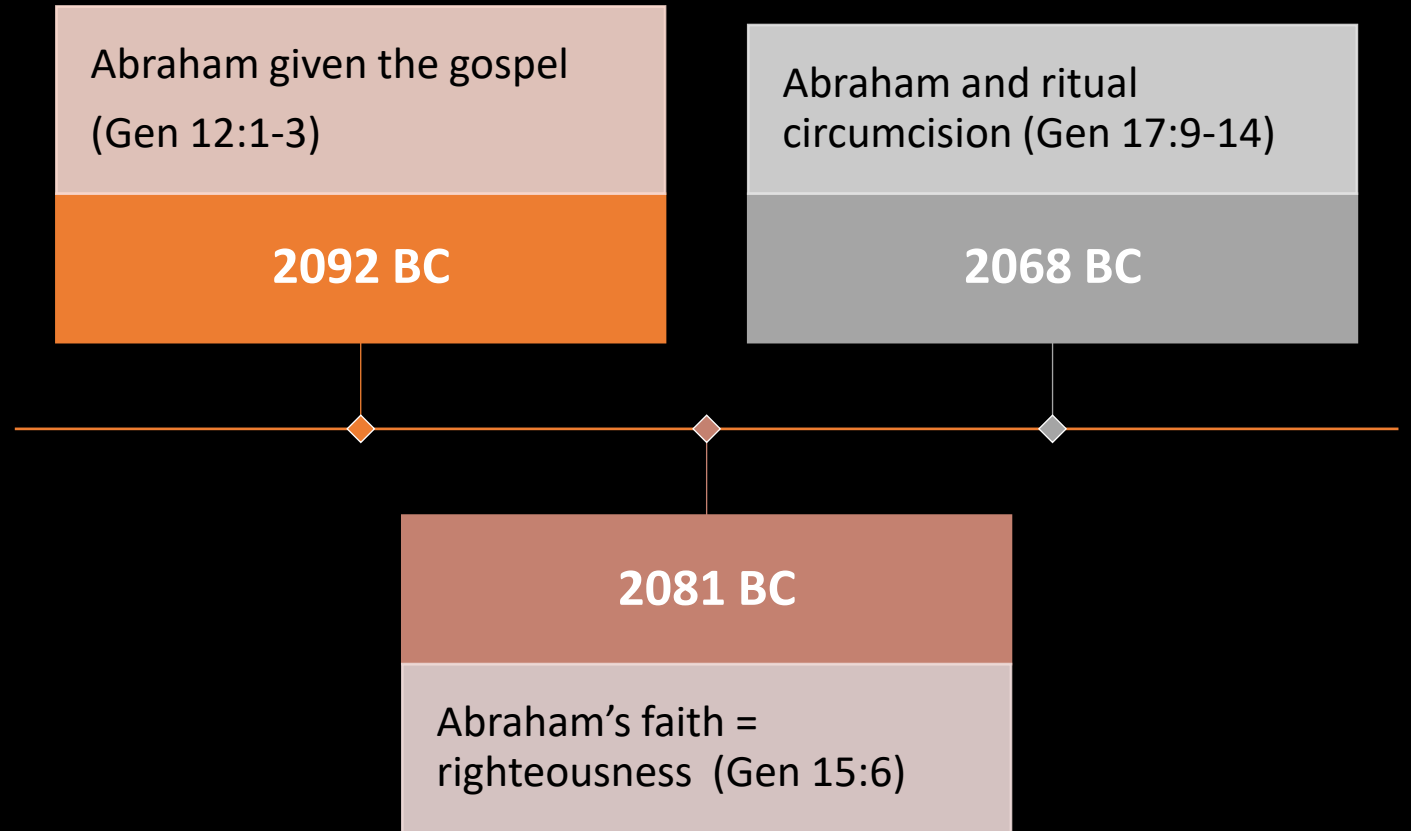 Abraham given the gospel
(Gen 12:1-3)
2092 BC
2081 BC
Abraham’s faith =
righteousness  (Gen 15:6)
Abraham and ritual
circumcision (Gen 17:9-14)
2068 BC